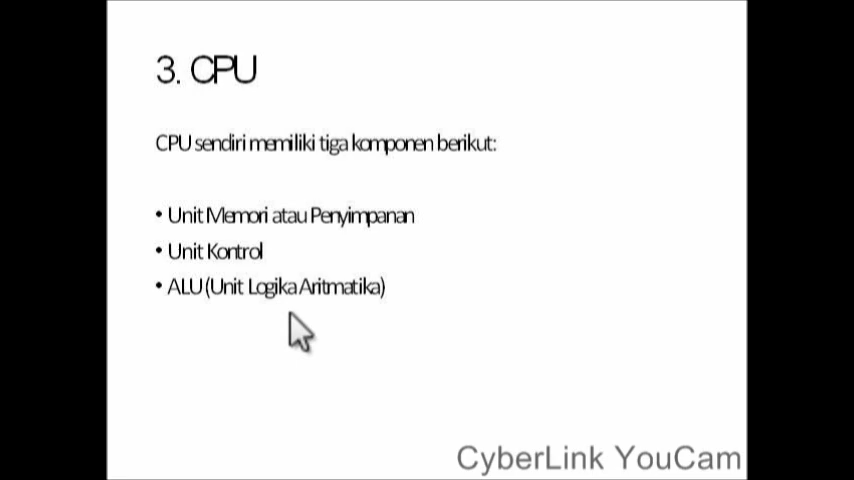 3. CPU
CPU sendiri memiliki tiga komponen berikut:
• Unit Memori atau Penyimpanan
• Unit Kontrol
• ALU (Unit Logika Aritmatika)
CyberLink YouCam